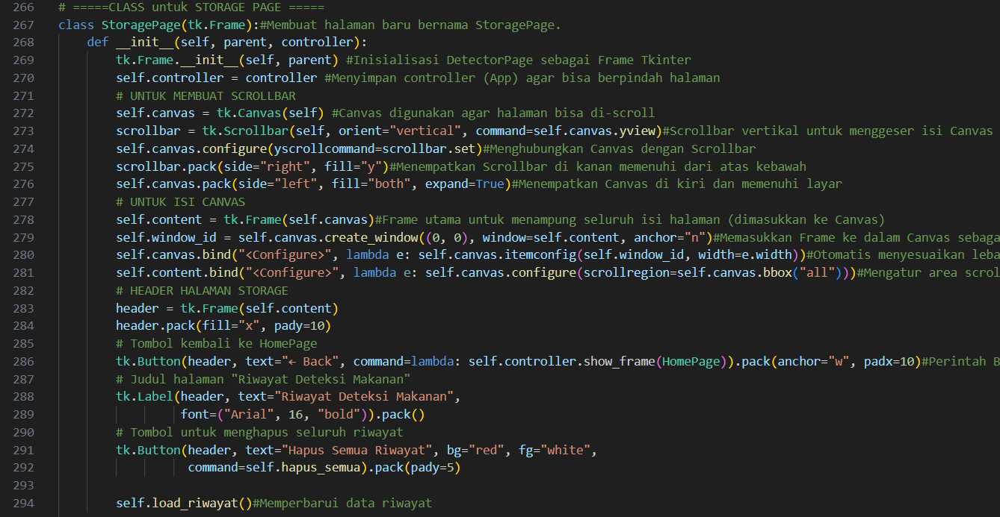 266 # =====CLASS untuk STORAGE PAGE =====
267 class StoragePage(tk.Frame):#Membuat halaman baru bernama StoragePage.
268 def __init__(self, parent, controller):
269 tk.Frame.__init__(self, parent) #Inisialisasi DetectorPage sebagai Frame Tkinter
270 self.controller = controller #Menyimpan controller (App) agar bisa berpindah halaman
271 # UNTUK MEMBUAT SCROLLBAR
272 self.canvas = tk.Canvas(self) #Canvas digunakan agar halaman bisa di-scroll
273 scrollbar = tk.Scrollbar(self, orient="vertical", command=self.canvas.yview)#Scrollbar vertikal untuk menggeser isi Canvas
274 self.canvas.configure(yscrollcommand=scrollbar.set)#Menghubungkan Canvas dengan Scrollbar
275 scrollbar.pack(side="right", fill="y")#Menempatkan Scrollbar di kanan memenuhi dari atas kebawah
276 self.canvas.pack(side="left", fill="both", expand=True)#Menempatkan Canvas di kiri dan memenuhi layar
277 # UNTUK ISI CANVAS
278 self.content = tk.Frame(self.canvas)#Frame utama untuk menampung seluruh isi halaman (dimasukkan ke Canvas)
279 self.window_id = self.canvas.create_window((0, 0), window=self.content, anchor="n")#Memasukkan Frame ke dalam Canvas sebaga
280 self.canvas.bind("<Configure>", lambda e: self.canvas.itemconfig(self.window_id, width=e.width))#Otomatis menyesuaikan leba
281 self.content.bind("<Configure>", lambda e: self.canvas.configure(scrollregion=self.canvas.bbox("all")))#Mengatur area scrol
282 # HEADER HALAMAN STORAGE
283 header = tk.Frame(self.content)
284 header.pack(fill="x", pady=10)
285 # Tombol kembali ke HomePage
286 tk.Button(header, text="← Back", command=lambda: self.controller.show_frame(HomePage)).pack(anchor="w", padx=10)#Perintah B
287 # Judul halaman "Riwayat Deteksi Makanan"
288 tk.Label(header, text="Riwayat Deteksi Makanan",
289 font=("Arial", 16, "bold")).pack()
290 # Tombol untuk menghapus seluruh riwayat
291 tk.Button(header, text="Hapus Semua Riwayat", bg="red", fg="white",
292 command=self.hapus_semua).pack(pady=5)
293
294 self.load_riwayat()#Memperbarui data riwayat